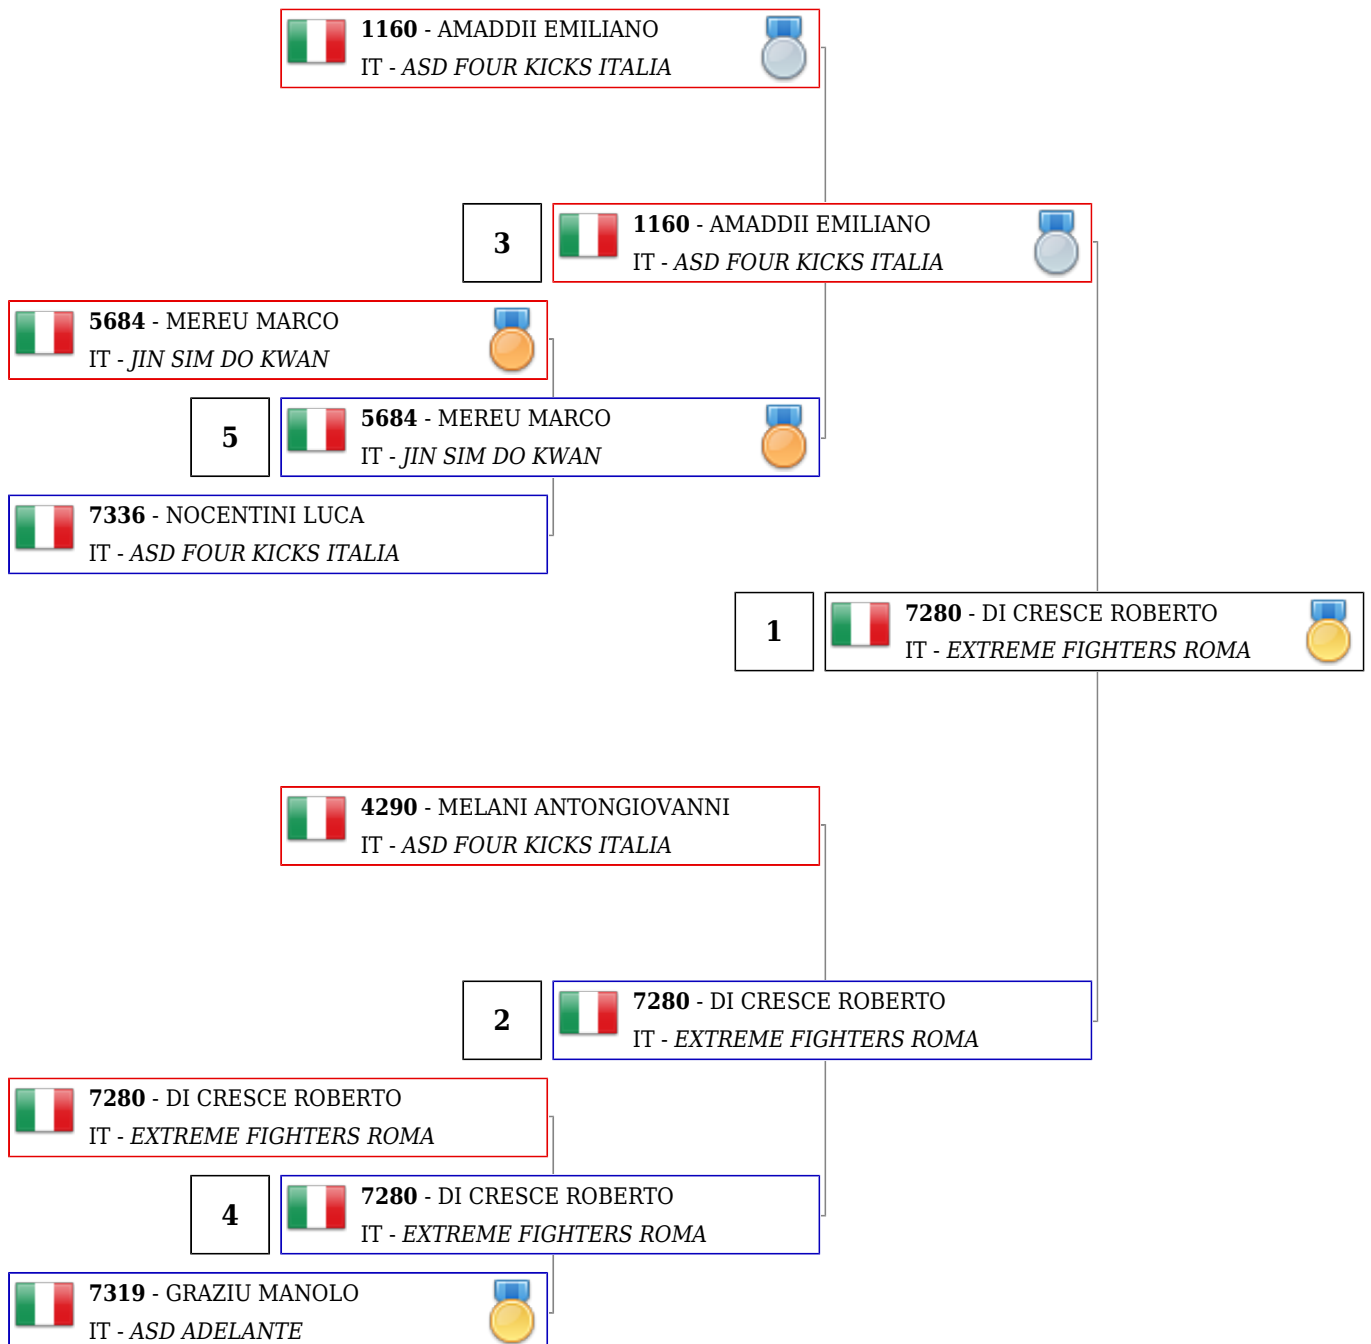 1160 - AMADDII EMILIANO
IT - ASD FOUR KICKS ITALIA
3
1160 - AMADDII EMILIANO
IT - ASD FOUR KICKS ITALIA
5684 - MEREU MARCO
IT - JIN SIM DO KWAN
5
5684 - MEREU MARCO
IT - JIN SIM DO KWAN
7336 - NOCENTINI LUCA
IT - ASD FOUR KICKS ITALIA
1
7280 - DI CRESCE ROBERTO
IT - EXTREME FIGHTERS ROMA
4290 - MELANI ANTONGIOVANNI
IT - ASD FOUR KICKS ITALIA
2
7280 - DI CRESCE ROBERTO
IT - EXTREME FIGHTERS ROMA
7280 - DI CRESCE ROBERTO
IT - EXTREME FIGHTERS ROMA
4
7280 - DI CRESCE ROBERTO
IT - EXTREME FIGHTERS ROMA
7319 - GRAZIU MANOLO
IT - ASD ADELANTE